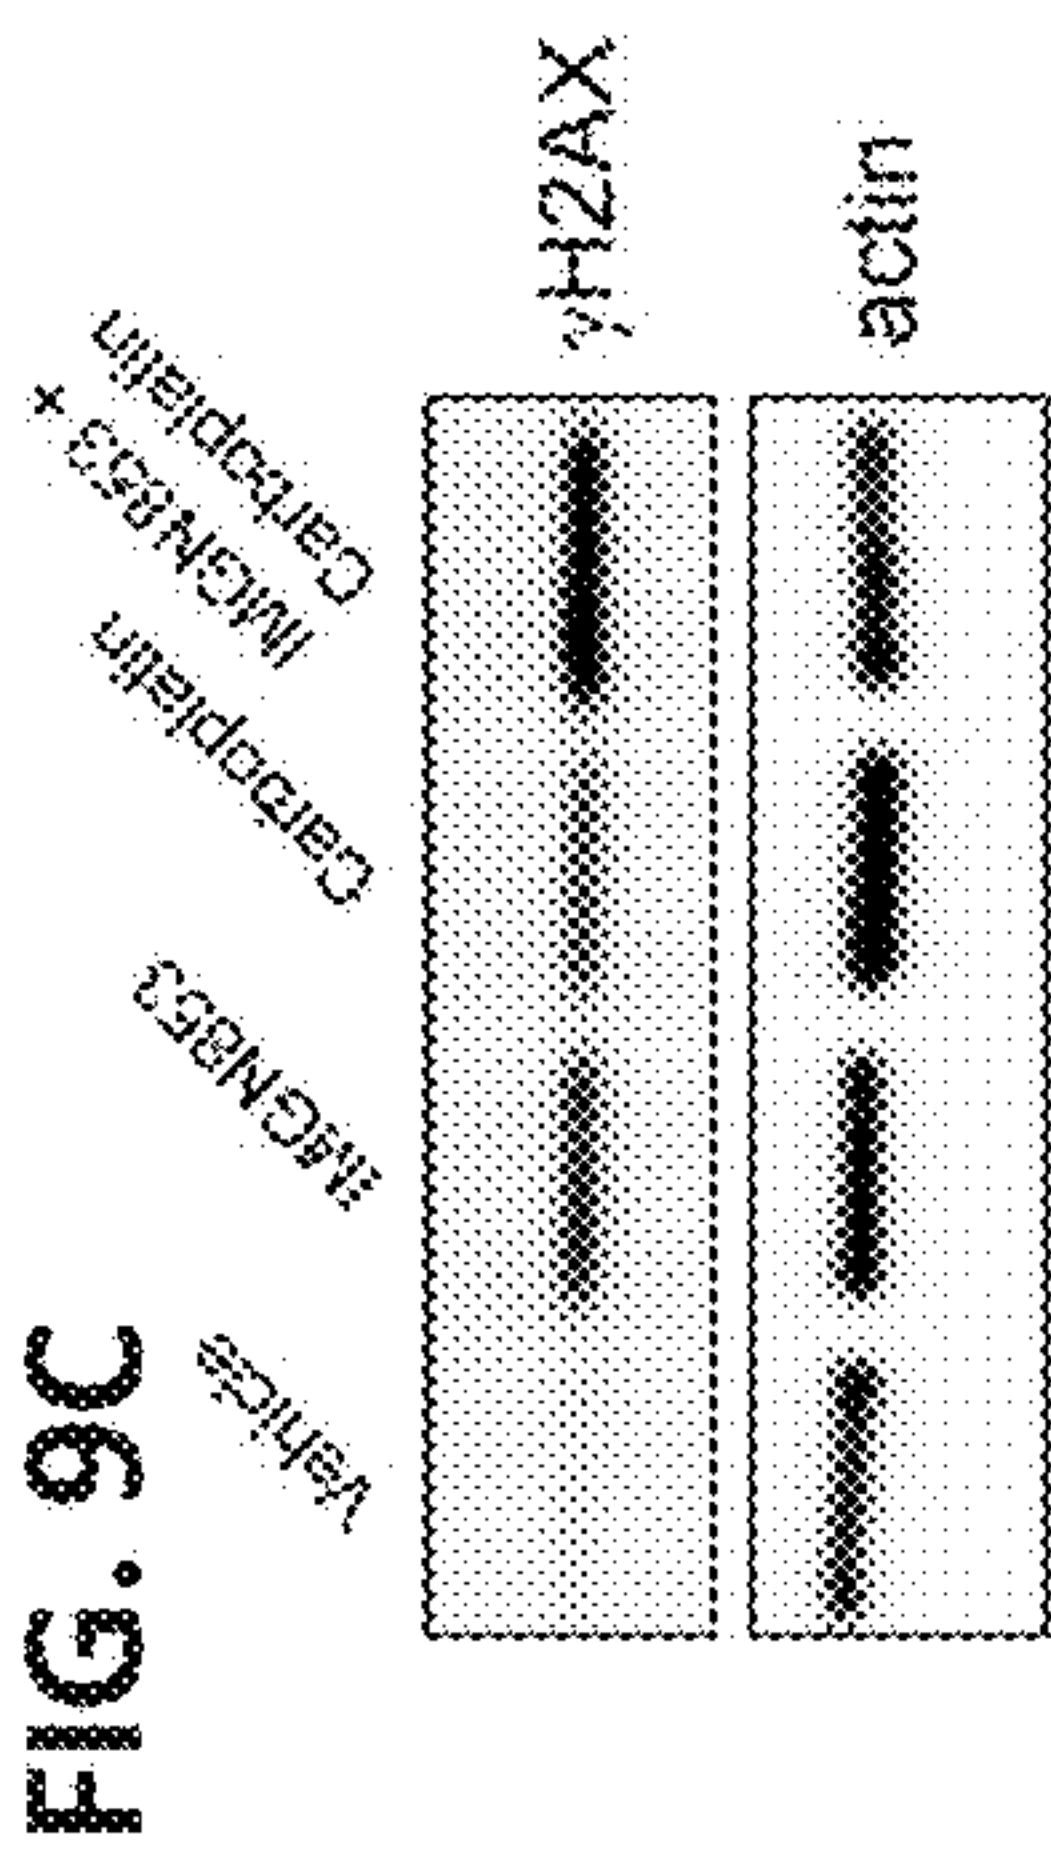 FIG. 9C
Vehicle
IMGN853
Carboplatin
IMGN853 +
Carboplatin
γH2AX
actin